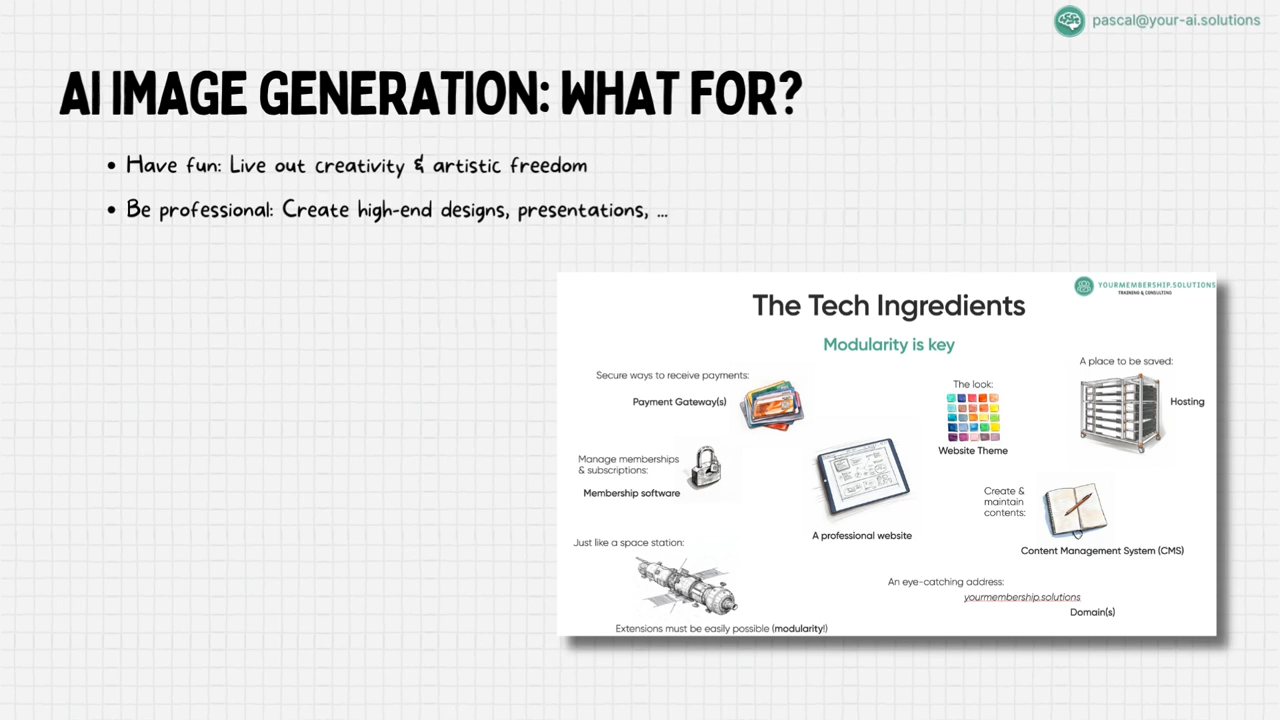 pascal@your-ai.solutions
AI IMAGE GENERATION: WHAT FOR?
• Have fun: Live out creativity & artistic freedom
• Be professional: Create high-end designs, presentations, ...
YOURMEMBERSHIP.SOLUTIONS
TRAINING & CONSULTING
The Tech Ingredients
Modularity is key
Secure ways to receive payments:
Payment Gateway(s)
The look:
Website Theme
A place to be saved:
Hosting
Manage memberships
& subscriptions:
Membership software
A professional website
Create &
maintain
contents:
Content Management System (CMS)
Just like a space station:
Extensions must be easily possible (modularity!)
An eye-catching address:
yourmembership.solutions
Domain(s)